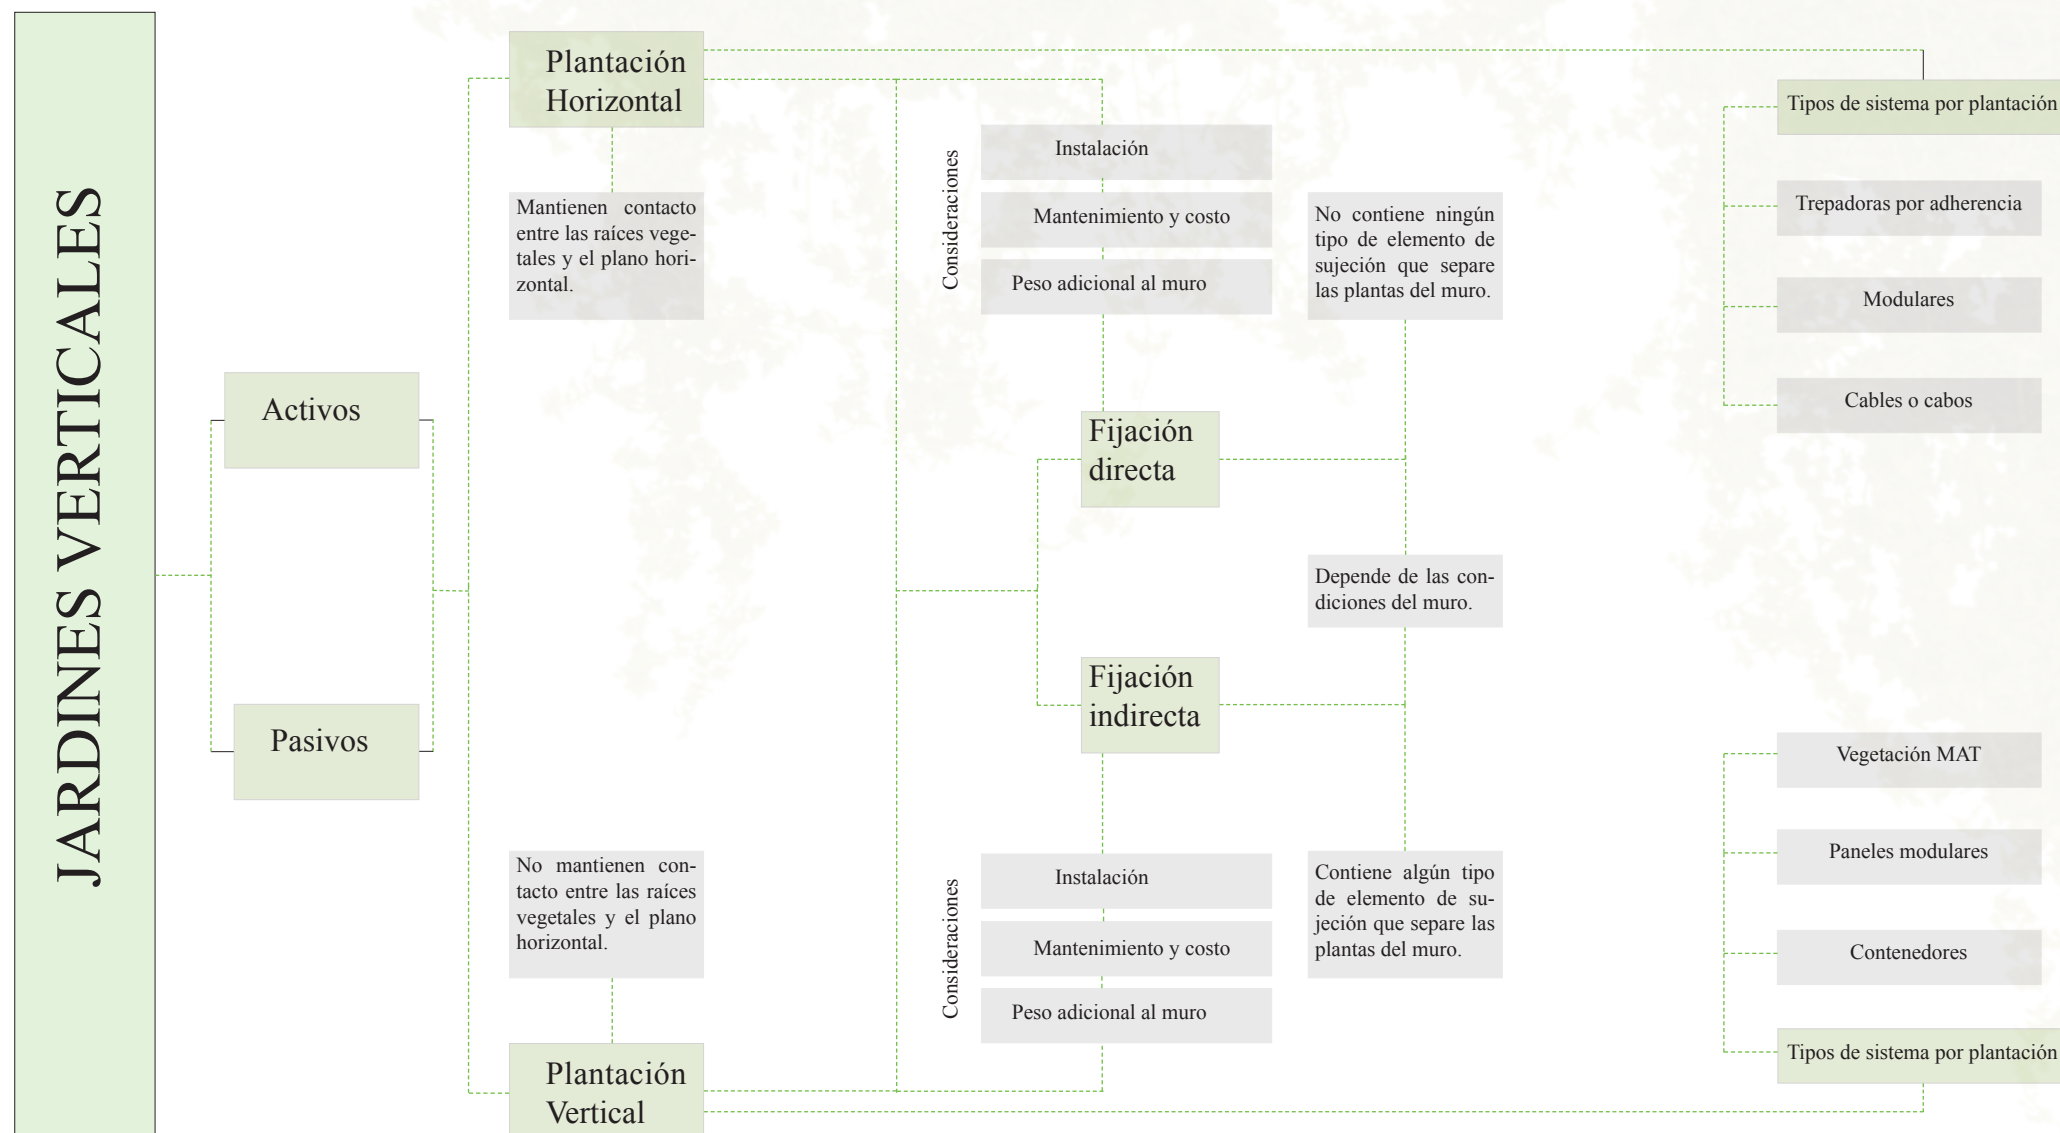 JARDINES VERTICALES
Activos
Pasivos
Plantación
Horizontal
Mantienen contacto
entre las raíces vege-
tales y el plano hori-
zontal.
No mantienen con-
tacto entre las raíces
vegetales y el plano
horizontal.
Plantación
Vertical
Consideraciones
Instalación
Mantenimiento y costo
Peso adicional al muro
Fijación
directa
Fijación
indirecta
Consideraciones
Instalación
Mantenimiento y costo
Peso adicional al muro
No contiene ningún
tipo de elemento de
sujeción que separe
las plantas del muro.
Depende de las con-
diciones del muro.
Contiene algún tipo
de elemento de su-
jeción que separe las
plantas del muro.
Tipos de sistema por plantación
Trepadoras por adherencia
Modulares
Cables o cabos
Vegetación MAT
Paneles modulares
Contenedores
Tipos de sistema por plantación